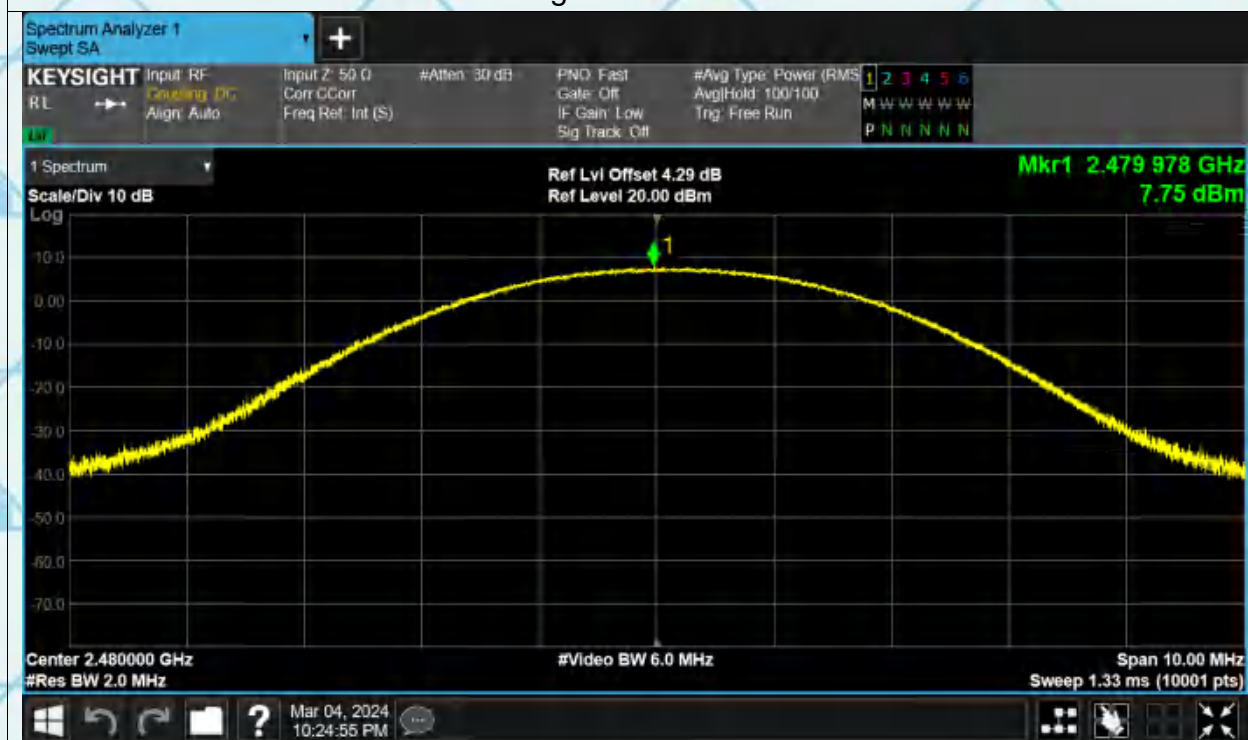 Spectrum Analyzer 1
Swept SA
+
KEYSIGHT
RL
Input: RF
Coupling: DC
Align: Auto
Input Z: 50 Ω
Corr CCorr
Freq Ref: Int (S)
#Atten: 30 dB
PNO: Fast
Gate: Off
IF Gain: Low
Sig Track: Off
#Avg Type: Power (RMS
Avg|Hold: 100/100
Trig: Free Run
1 2 3 4 5 6
M W W W W W
P N N N N N
1 Spectrum
Scale/Div 10 dB
Log
Ref Lvl Offset 4.29 dB
Ref Level 20.00 dBm
Mkr1 2.479 978 GHz
7.75 dBm
1
10.0
0.00
-10.0
-20.0
-30.0
-40.0
-50.0
-60.0
-70.0
Center 2.480000 GHz
#Res BW 2.0 MHz
#Video BW 6.0 MHz
Span 10.00 MHz
Sweep 1.33 ms (10001 pts)
?
Mar 04, 2024
10:24:55 PM